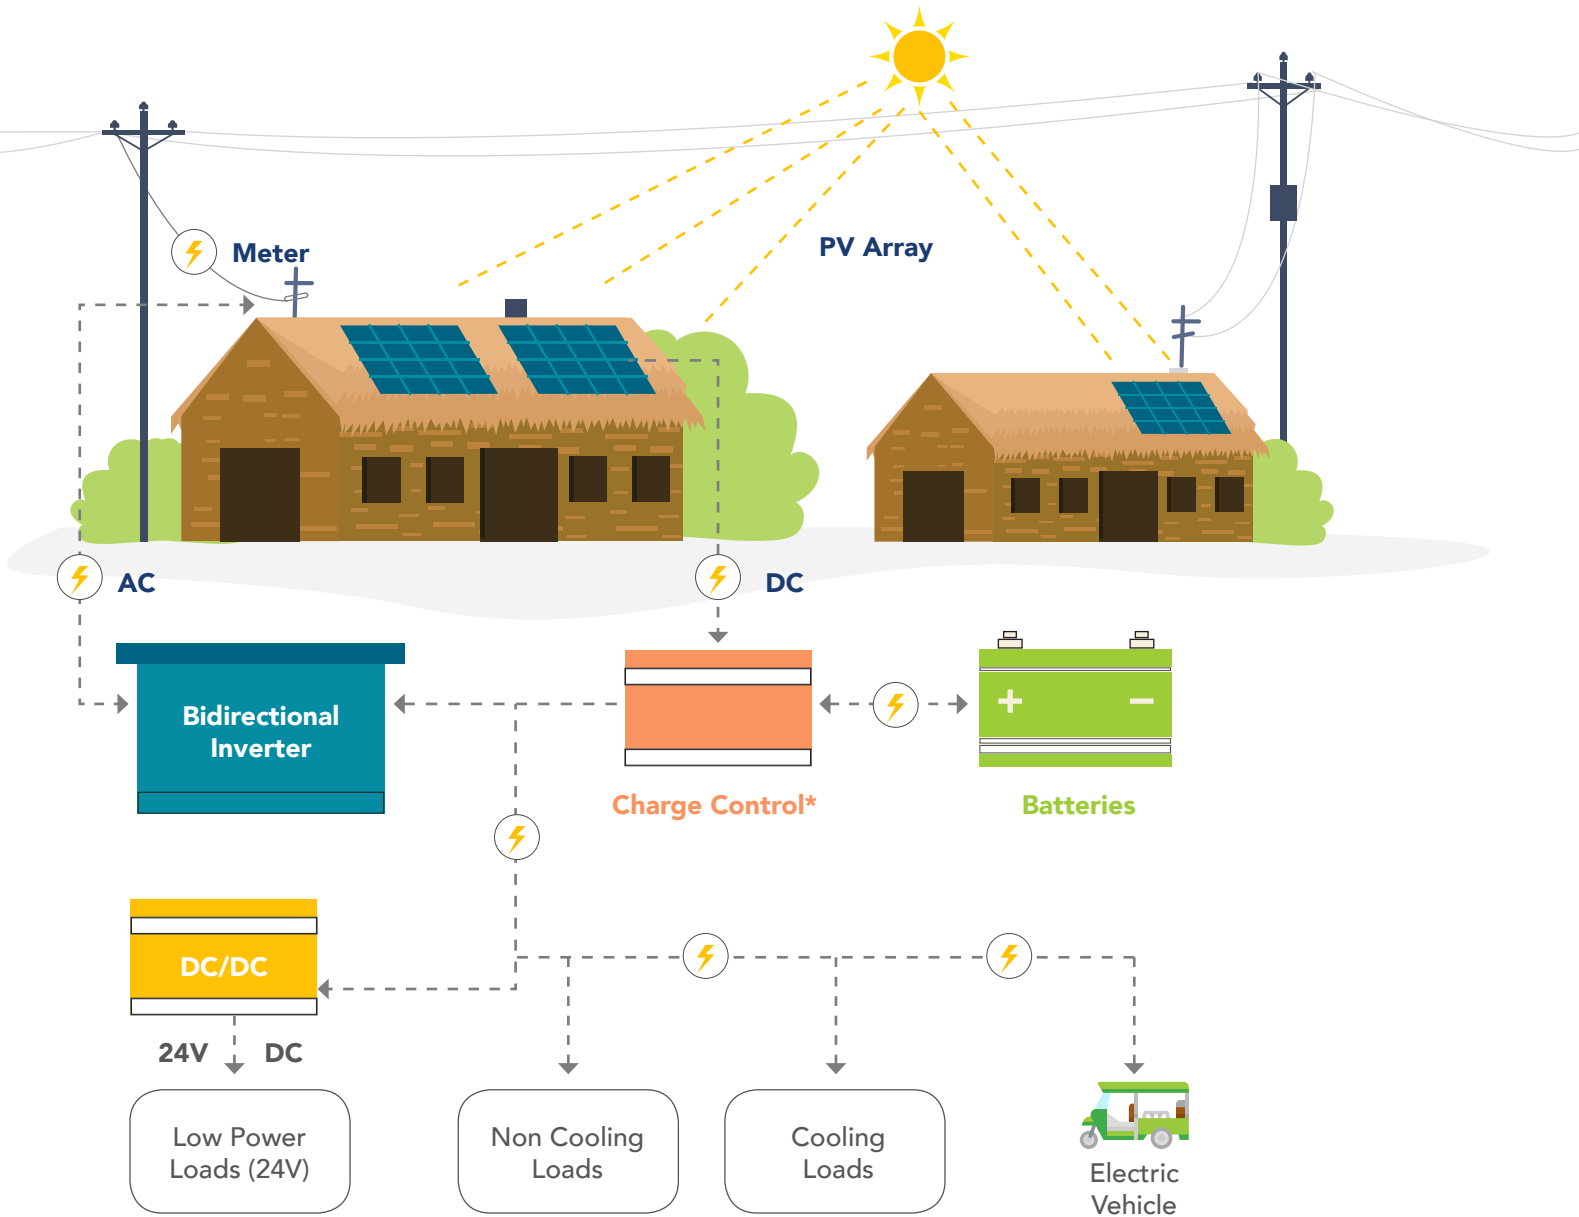 PV Array
Meter
AC
DC
Bidirectional
Inverter
Charge Control*
+
−
Batteries
DC/DC
24V DC
Low Power
Loads (24V)
Non Cooling
Loads
Cooling
Loads
Electric
Vehicle